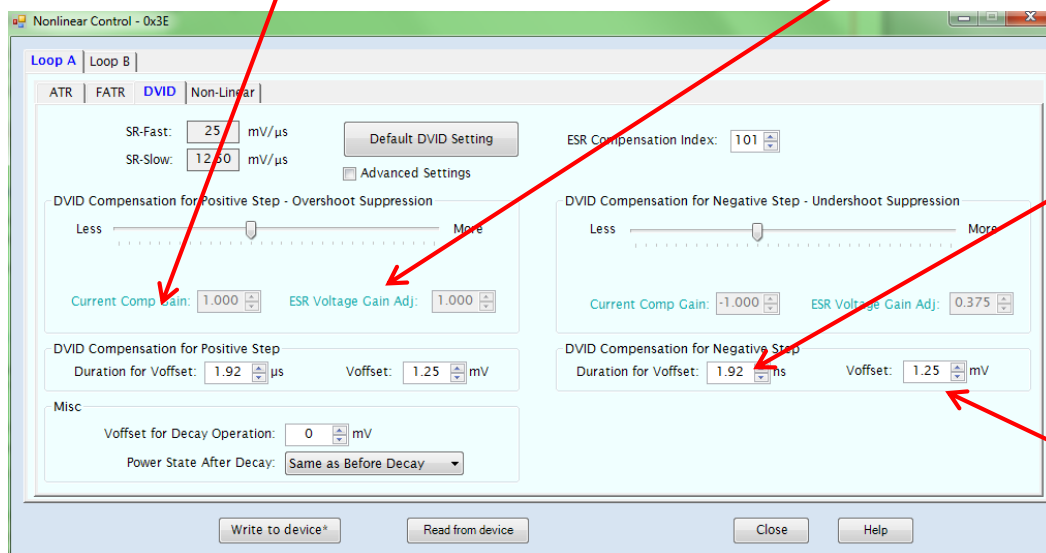 Nonlinear Control - 0x3E
Loop A Loop B
ATR FATR DVID Non-Linear
SR-Fast: 25 mV/µs Default DVID Setting ESR Compensation Index: 101
SR-Slow: 12.50 mV/µs
Advanced Settings
DVID Compensation for Positive Step - Overshoot Suppression DVID Compensation for Negative Step - Undershoot Suppression
Less More Less More
Current Comp Gain: 1.000 ESR Voltage Gain Adj: 1.000 Current Comp Gain: -1.000 ESR Voltage Gain Adj: 0.375
DVID Compensation for Positive Step DVID Compensation for Negative Step
Duration for Voffset: 1.92 µs Voffset: 1.25 mV Duration for Voffset: 1.92 ns Voffset: 1.25 mV
Misc
Voffset for Decay Operation: 0 mV
Power State After Decay: Same as Before Decay
Write to device* Read from device Close Help